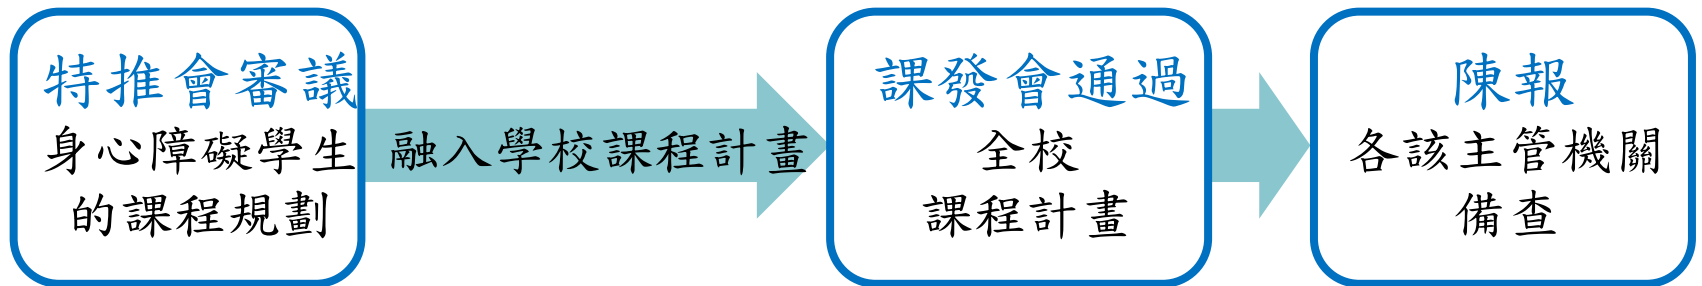 特推會審議
身心障礙學生
的課程規劃
融入學校課程計畫
課發會通過
全校
課程計畫
陳報
各該主管機關
備查